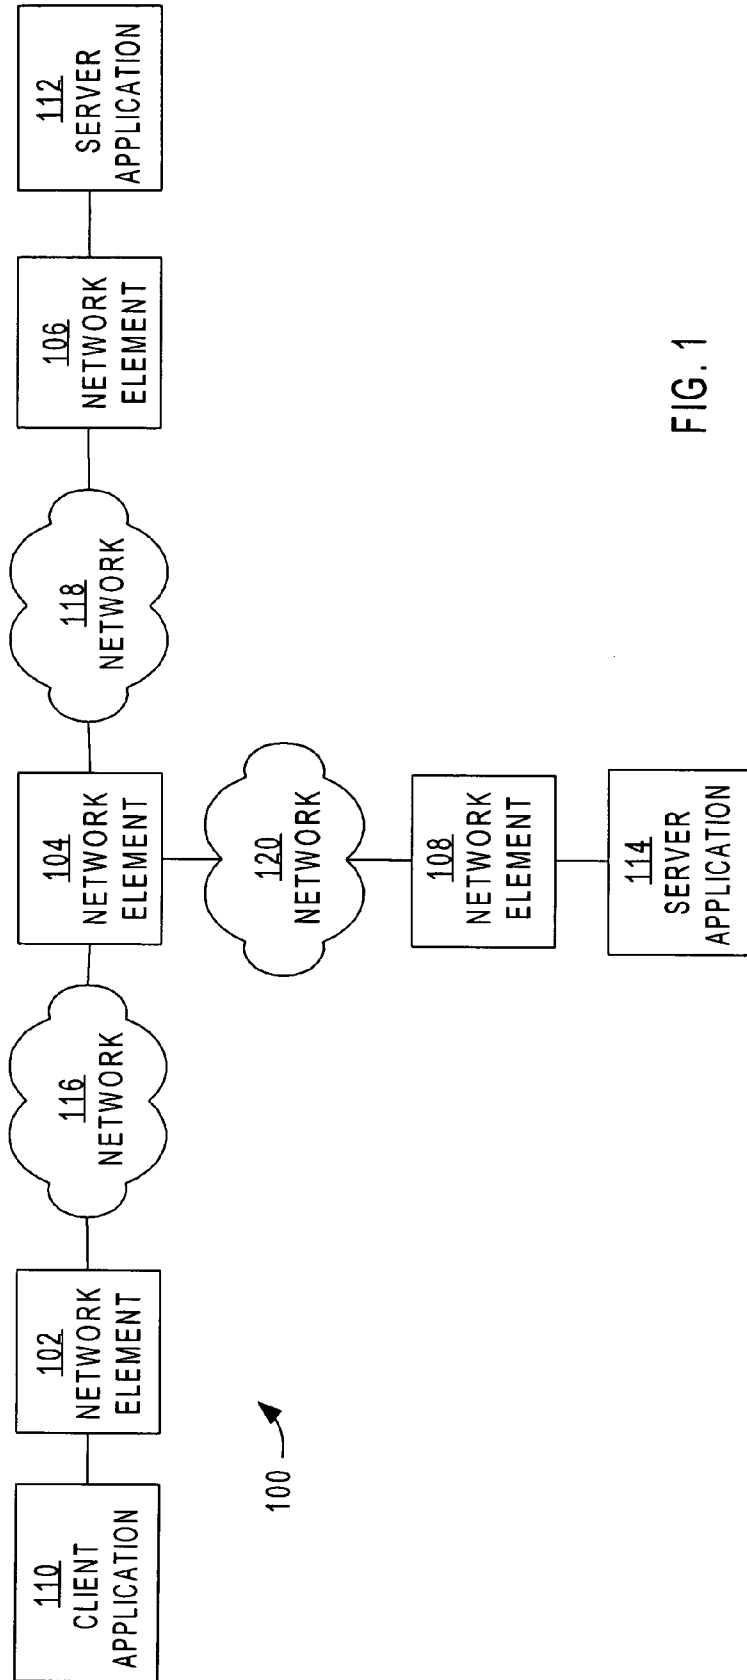 110
CLIENT
APPLICATION
102
NETWORK
ELEMENT
116
NETWORK
104
NETWORK
ELEMENT
118
NETWORK
106
NETWORK
ELEMENT
112
SERVER
APPLICATION
120
NETWORK
108
NETWORK
ELEMENT
114
SERVER
APPLICATION
100
FIG. 1